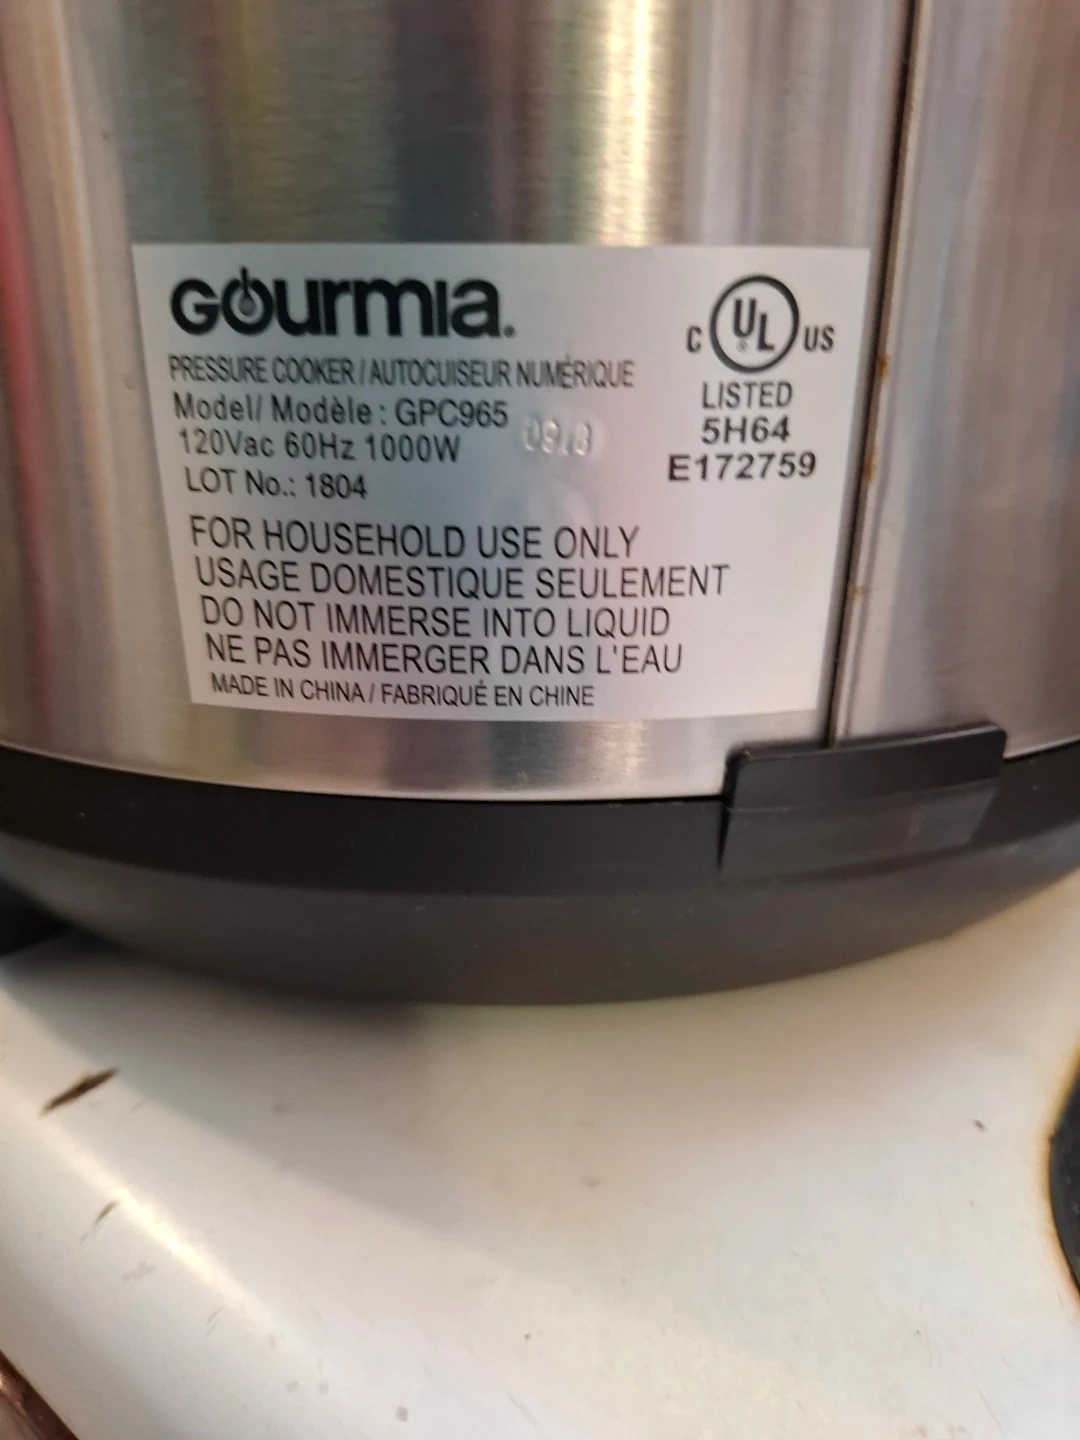 Gourmia.
PRESSURE COOKER / AUTOCUISEUR NUMÉRIQUE
Model/ Modèle : GPC965
120Vac 60Hz 1000W
LOT No.: 1804
C UL US
LISTED
5H64
E172759
FOR HOUSEHOLD USE ONLY
USAGE DOMESTIQUE SEULEMENT
DO NOT IMMERSE INTO LIQUID
NE PAS IMMERGER DANS L'EAU
MADE IN CHINA / FABRIQUÉ EN CHINE